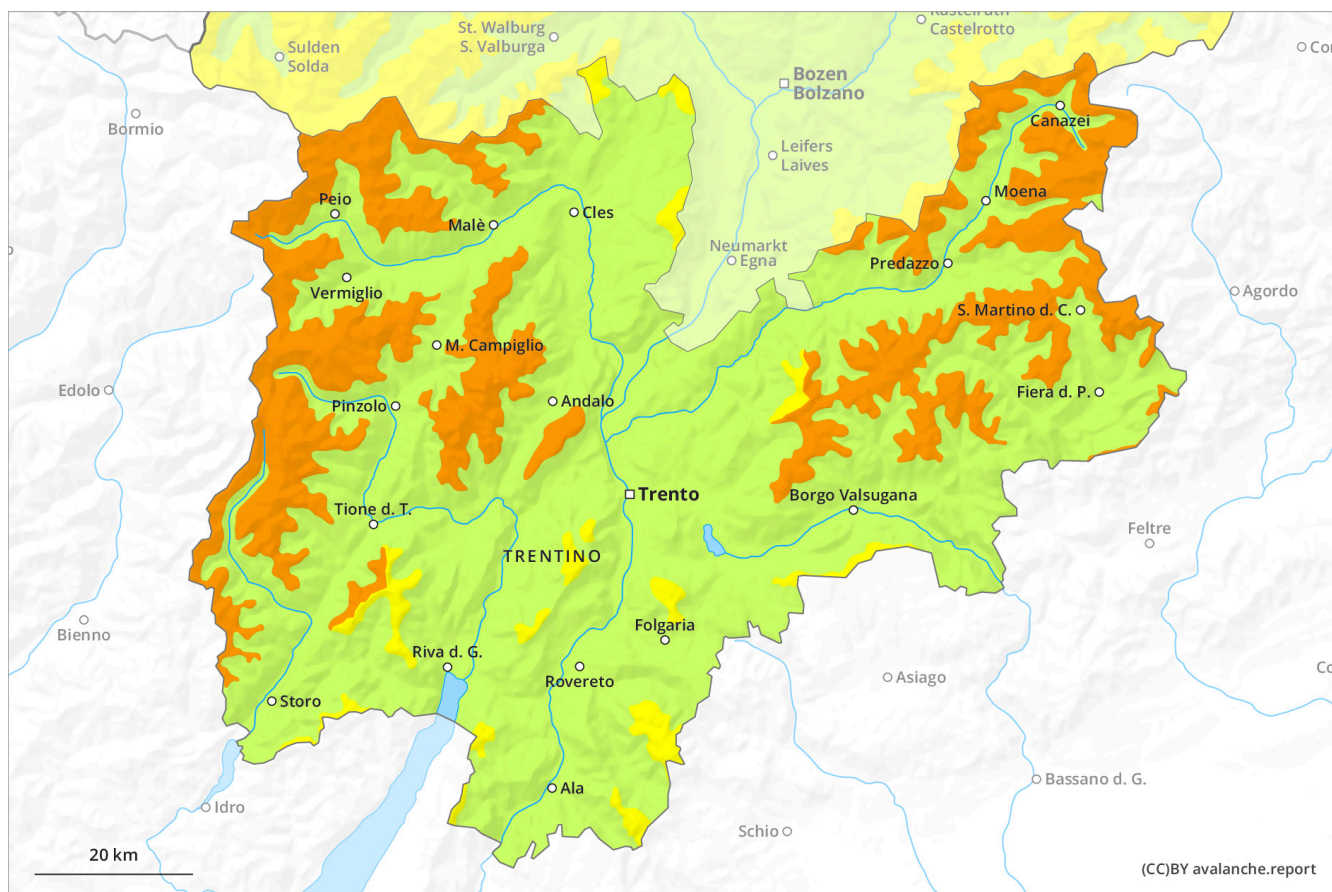 Kastelruth
Castelrotto
St. Walburg
S. Valburga
Sulden
Solda
Bozen
Bolzano
Bormio
Canazei
Leifers
Laives
Moena
Peio
Cles
Malè
Neumarkt
Egna
Predazzo
Vermiglio
Agordo
S. Martino d. C.
M. Campiglio
Edolo
Fiera d. P.
Andalo
Pinzolo
Trento
Borgo Valsugana
Tione d. T.
Feltre
TRENTINO
Bienno
Folgaria
Riva d. G.
Rovereto
Asiago
Storo
Bassano d. G.
Ala
Idro
Schio
20 km
(CC)BY avalanche.report